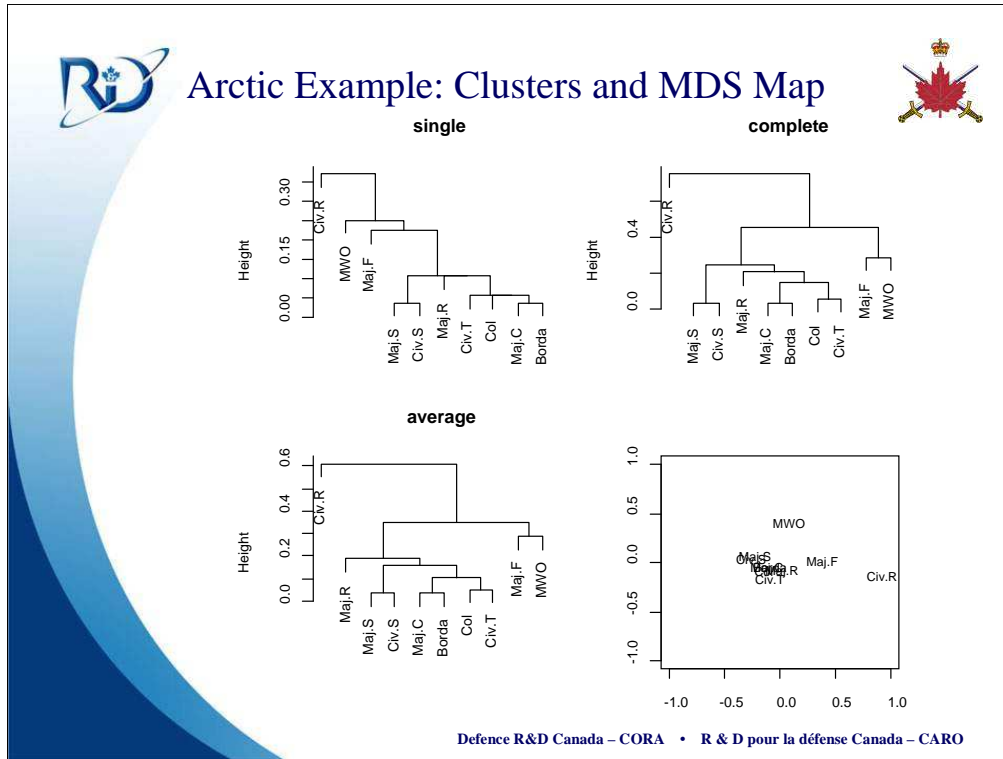 RD
Arctic Example: Clusters and MDS Map
single
Height
0.00 0.15 0.30
Civ.R
MWO
Maj.F
Maj.S
Civ.S
Maj.R
Civ.T
Col
Maj.C
Borda
complete
Height
0.0 0.4
Civ.R
Maj.S
Civ.S
Maj.R
Maj.C
Borda
Col
Civ.T
Maj.F
MWO
average
Height
0.0 0.2 0.4 0.6
Civ.R
Maj.R
Maj.S
Civ.S
Maj.C
Borda
Col
Civ.T
Maj.F
MWO
-1.0 -0.5 0.0 0.5 1.0
MWO
Maj.S
Maj.F
Civ.T
Civ.R
-1.0 -0.5 0.0 0.5 1.0
Defence R&D Canada – CORA • R & D pour la défense Canada – CARO